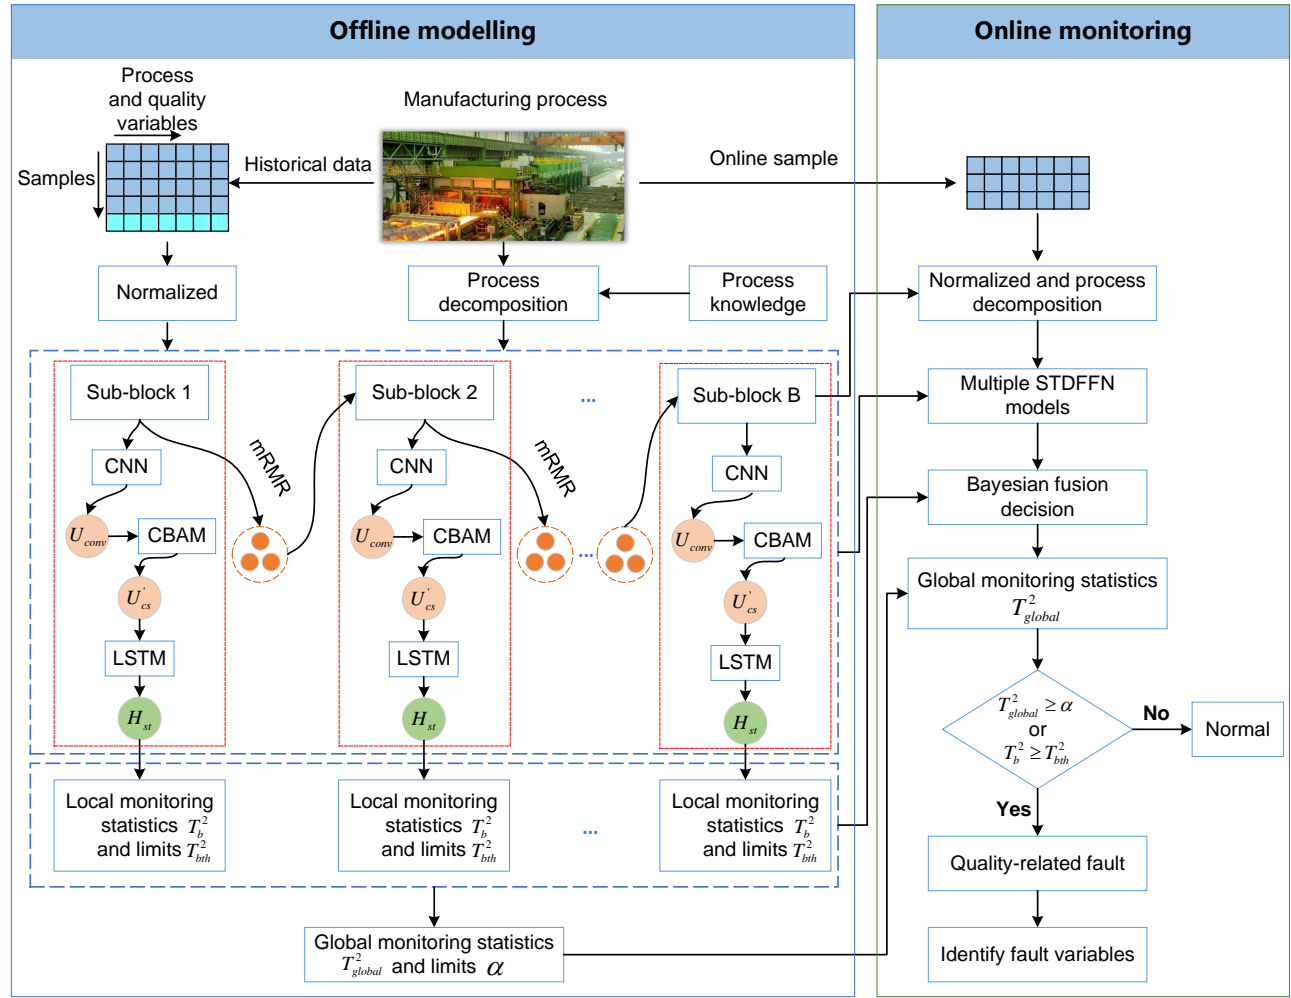 Offline modelling
Online monitoring
Process
and quality
variables
Manufacturing process
Samples
Historical data
Online sample
Normalized
Process
decomposition
Process
knowledge
Normalized and process
decomposition
Sub-block 1
Sub-block 2
...
Sub-block B
Multiple STDFFN
models
mRMR
mRMR
CNN
CNN
CNN
Bayesian fusion
decision
U_conv
CBAM
U_conv
CBAM
...
U_conv
CBAM
U'_cs
U'_cs
U'_cs
Global monitoring statistics
T²_global
LSTM
LSTM
LSTM
H_st
H_st
H_st
T²_global ≥ α
or
T²_b ≥ T²_bth
No
Normal
Yes
Local monitoring
statistics T²_b
and limits T²_bth
Local monitoring
statistics T²_b
and limits T²_bth
...
Local monitoring
statistics T²_b
and limits T²_bth
Quality-related fault
Global monitoring statistics
T²_global and limits α
Identify fault variables